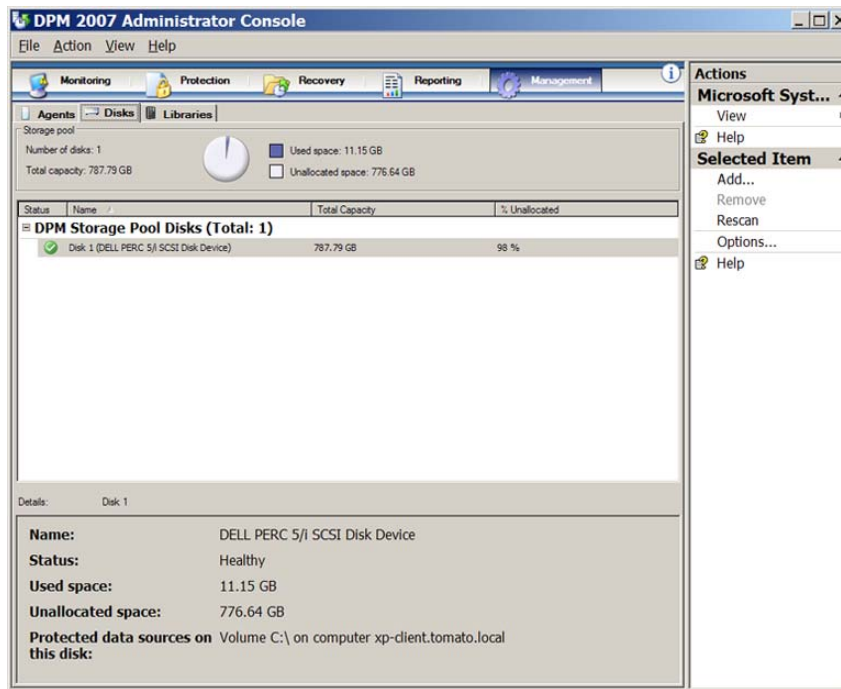 DPM 2007 Administrator Console
File Action View Help
Monitoring Protection Recovery Reporting Management
Agents Disks Libraries
Storage pool
Number of disks: 1
Total capacity: 787.79 GB
Used space: 11.15 GB
Unallocated space: 776.64 GB
Status Name Total Capacity % Unallocated
DPM Storage Pool Disks (Total: 1)
Disk 1 (DELL PERC 5/i SCSI Disk Device) 787.79 GB 98 %
Details: Disk 1
Name: DELL PERC 5/i SCSI Disk Device
Status: Healthy
Used space: 11.15 GB
Unallocated space: 776.64 GB
Protected data sources on Volume C:\ on computer xp-client.tomato.local
this disk:
Actions
Microsoft Syst...
View
Help
Selected Item
Add...
Remove
Rescan
Options...
Help